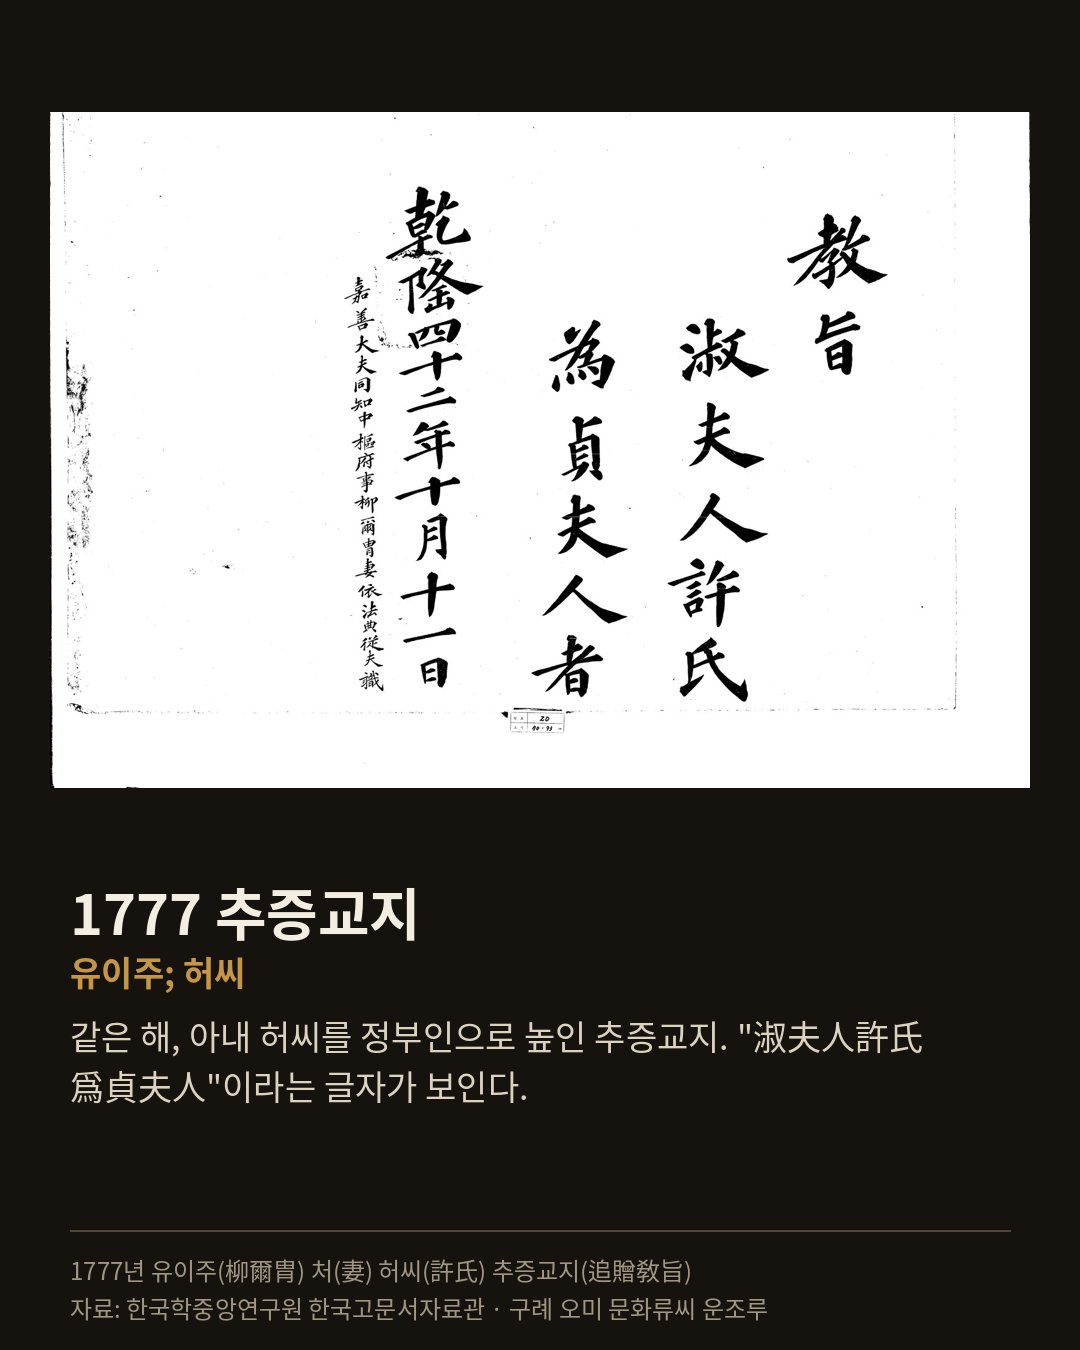 教旨
淑夫人許氏
為貞夫人者
乾隆四十二年十月十一日
嘉善大夫同知中樞府事柳爾胄妻依法典從夫職
20
1777 추증교지
유이주; 허씨
같은 해, 아내 허씨를 정부인으로 높인 추증교지. "淑夫人許氏
爲貞夫人"이라는 글자가 보인다.
1777년 유이주(柳爾胄) 처(妻) 허씨(許氏) 추증교지(追贈敎旨)
자료: 한국학중앙연구원 한국고문서자료관 · 구례 오미 문화류씨 운조루